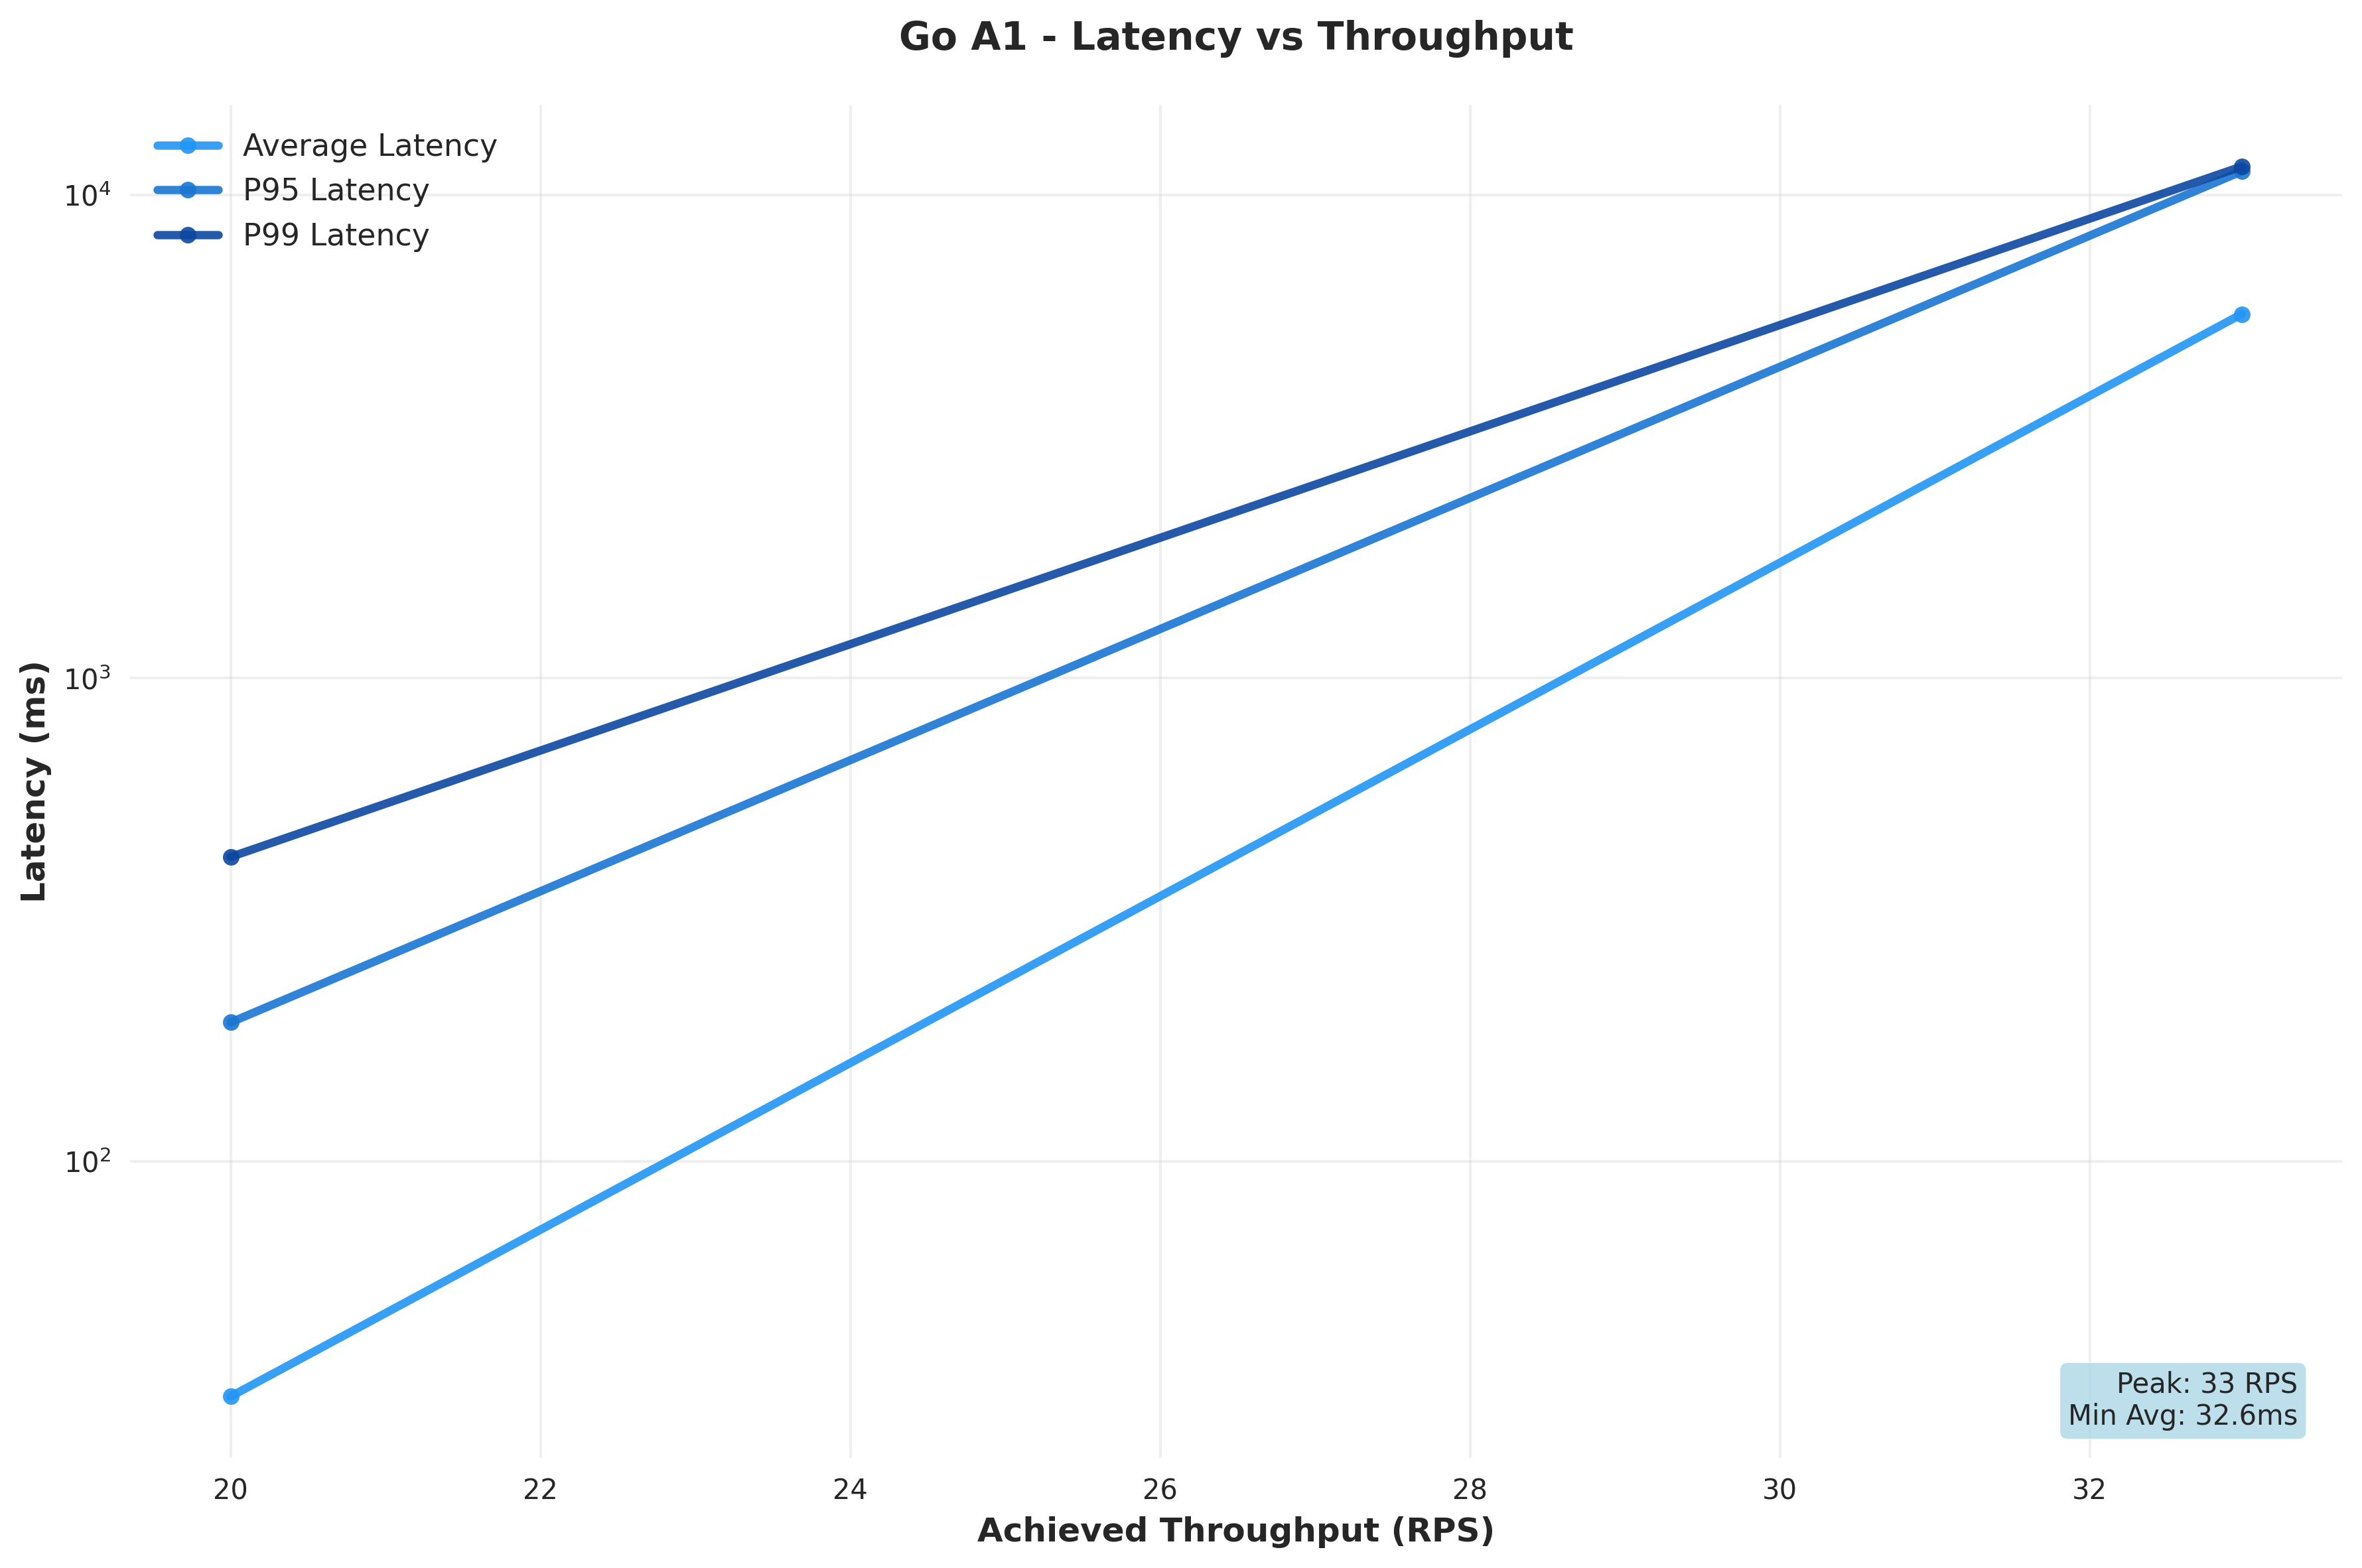 Go A1 - Latency vs Throughput
Average Latency
P95 Latency
P99 Latency
10⁴
10³
10²
Latency (ms)
20 22 24 26 28 30 32
Achieved Throughput (RPS)
Peak: 33 RPS
Min Avg: 32.6ms